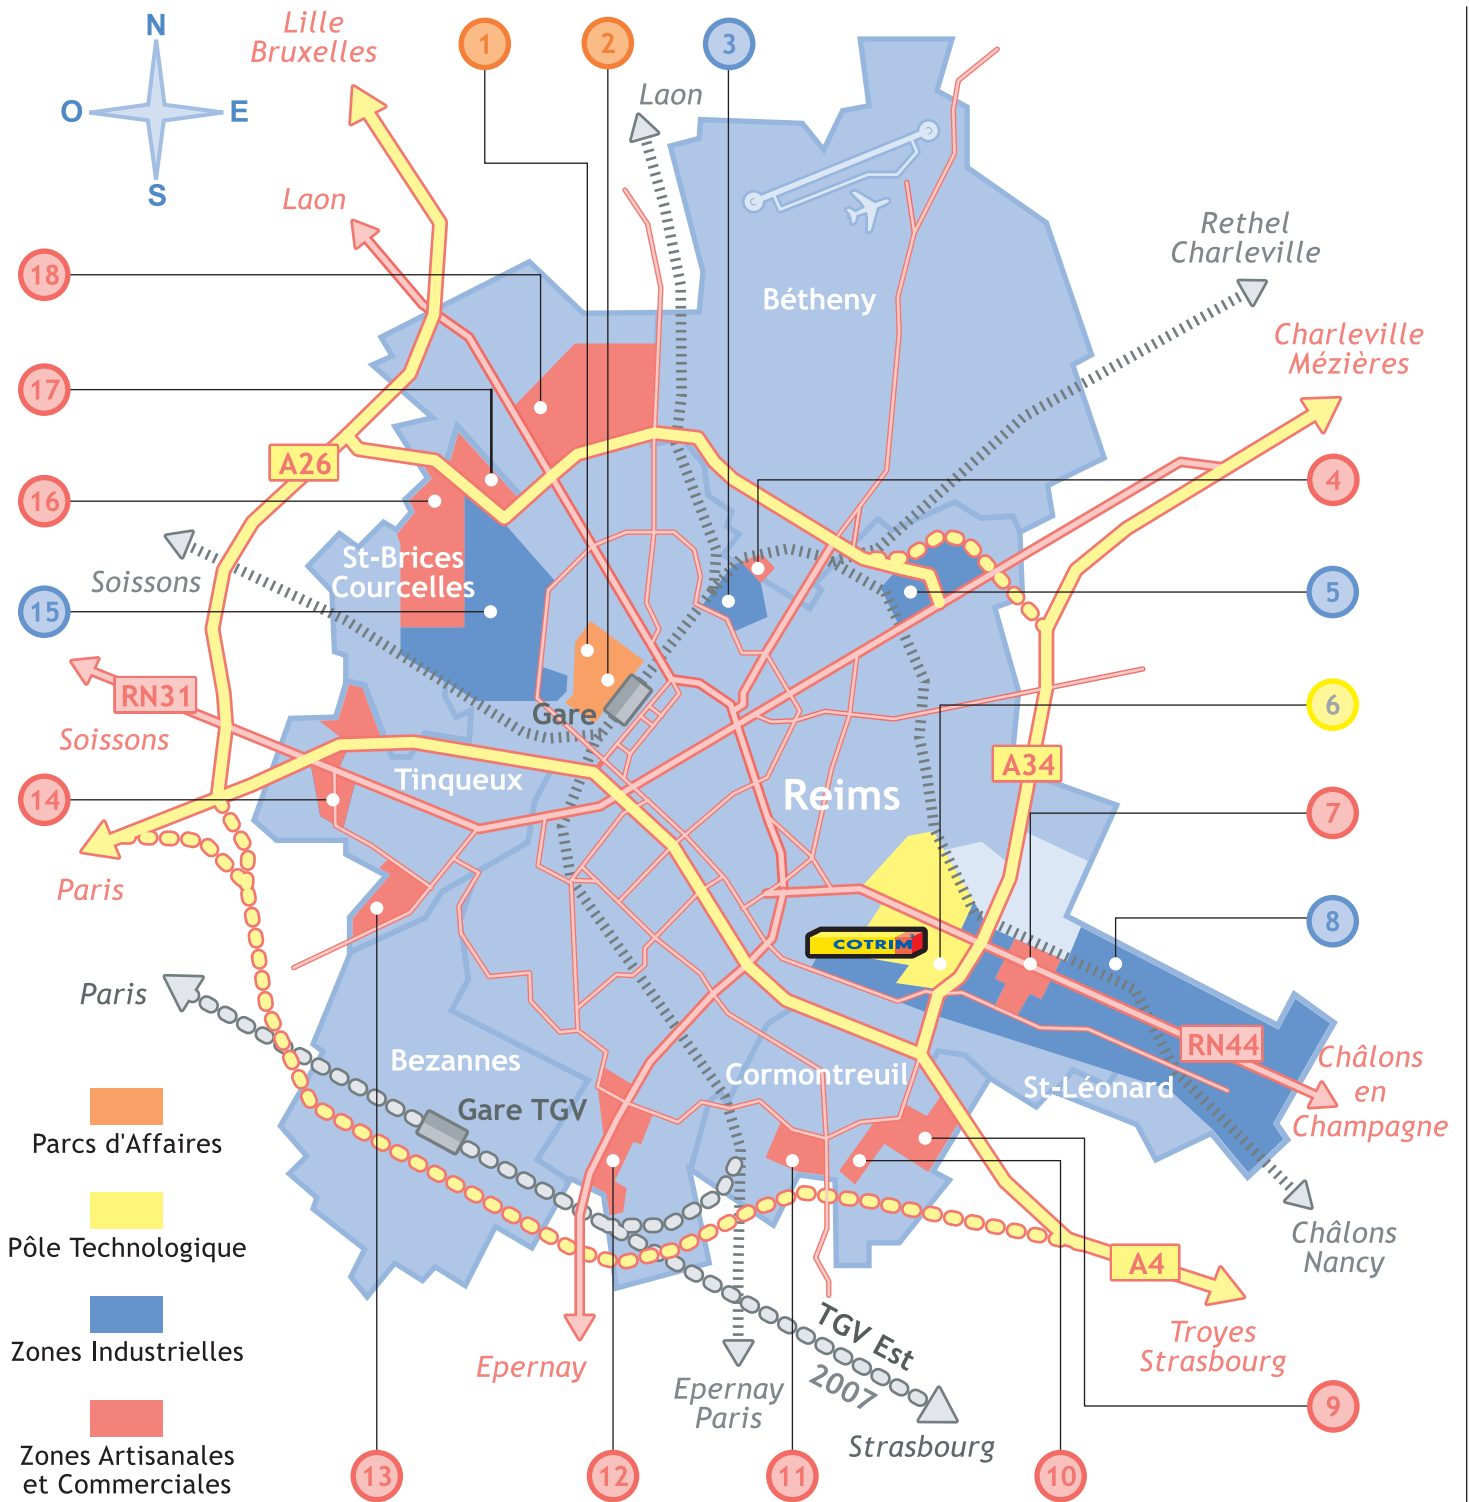 N
O
E
S
Lille
Bruxelles
1
2
3
Laon
Laon
Rethel
Charleville
18
Bétheny
Charleville
Mézières
17
A26
4
16
St-Brices
Courcelles
Soissons
5
15
RN31
6
Gare
Soissons
A34
Tinqueux
Reims
14
7
Paris
8
COTRIM
Paris
RN44
Bezannes
Châlons
en
Champagne
Cormontreuil
St-Léonard
Gare TGV
Parcs d'Affaires
Pôle Technologique
Châlons
Nancy
A4
TGV Est
2007
Troyes
Strasbourg
Zones Industrielles
Epernay
Epernay
Paris
9
Strasbourg
Zones Artisanales
et Commerciales
13
12
11
10